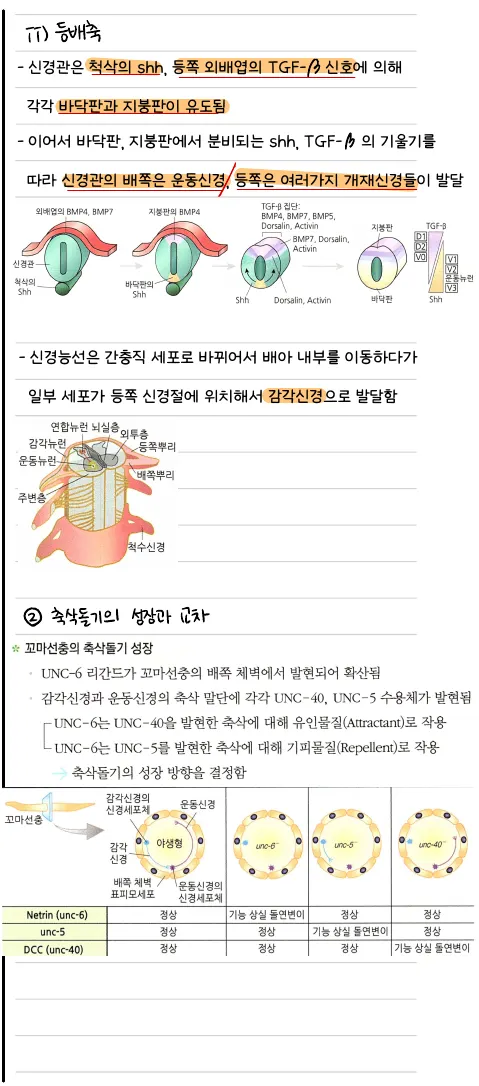 ii) 등배축
- 신경관은 척삭의 shh, 등쪽 외배엽의 TGF-β 신호에 의해
각각 바닥판과 지붕판이 유도됨
- 이어서 바닥판, 지붕판에서 분비되는 shh, TGF-β 의 기울기를
따라 신경관의 배쪽은 운동신경, 등쪽은 여러가지 개재신경들이 발달
외배엽의 BMP4, BMP7
신경관
척삭의
Shh
지붕판의 BMP4
바닥판의
Shh
TGF-β 집단:
BMP4, BMP7, BMP5,
Dorsalin, Activin
BMP7, Dorsalin,
Activin
Shh
Dorsalin, Activin
지붕판
바닥판
TGF-β
D1
D2
V0
V1
V2
운동뉴런
V3
Shh
- 신경능선은 간충직 세포로 바뀌어서 배아 내부를 이동하다가
일부 세포가 등쪽 신경절에 위치해서 감각신경으로 발달함
연합뉴런 뇌실층
외투층
감각뉴런
등쪽뿌리
운동뉴런
배쪽뿌리
주변층
척수신경
② 축삭돌기의 성장과 교차
* 꼬마선충의 축삭돌기 성장
· UNC-6 리간드가 꼬마선충의 배쪽 체벽에서 발현되어 확산됨
· 감각신경과 운동신경의 축삭 말단에 각각 UNC-40, UNC-5 수용체가 발현됨
UNC-6는 UNC-40을 발현한 축삭에 대해 유인물질(Attractant)로 작용
UNC-6는 UNC-5를 발현한 축삭에 대해 기피물질(Repellent)로 작용
→ 축삭돌기의 성장 방향을 결정함
꼬마선충
감각신경의
신경세포체
운동신경
야생형
감각
신경
배쪽 체벽
표피모세포
운동신경의
신경세포체
unc-6⁻
unc-5⁻
unc-40⁻
Netrin (unc-6) 정상 기능 상실 돌연변이 정상 정상
unc-5 정상 정상 기능 상실 돌연변이 정상
DCC (unc-40) 정상 정상 정상 기능 상실 돌연변이